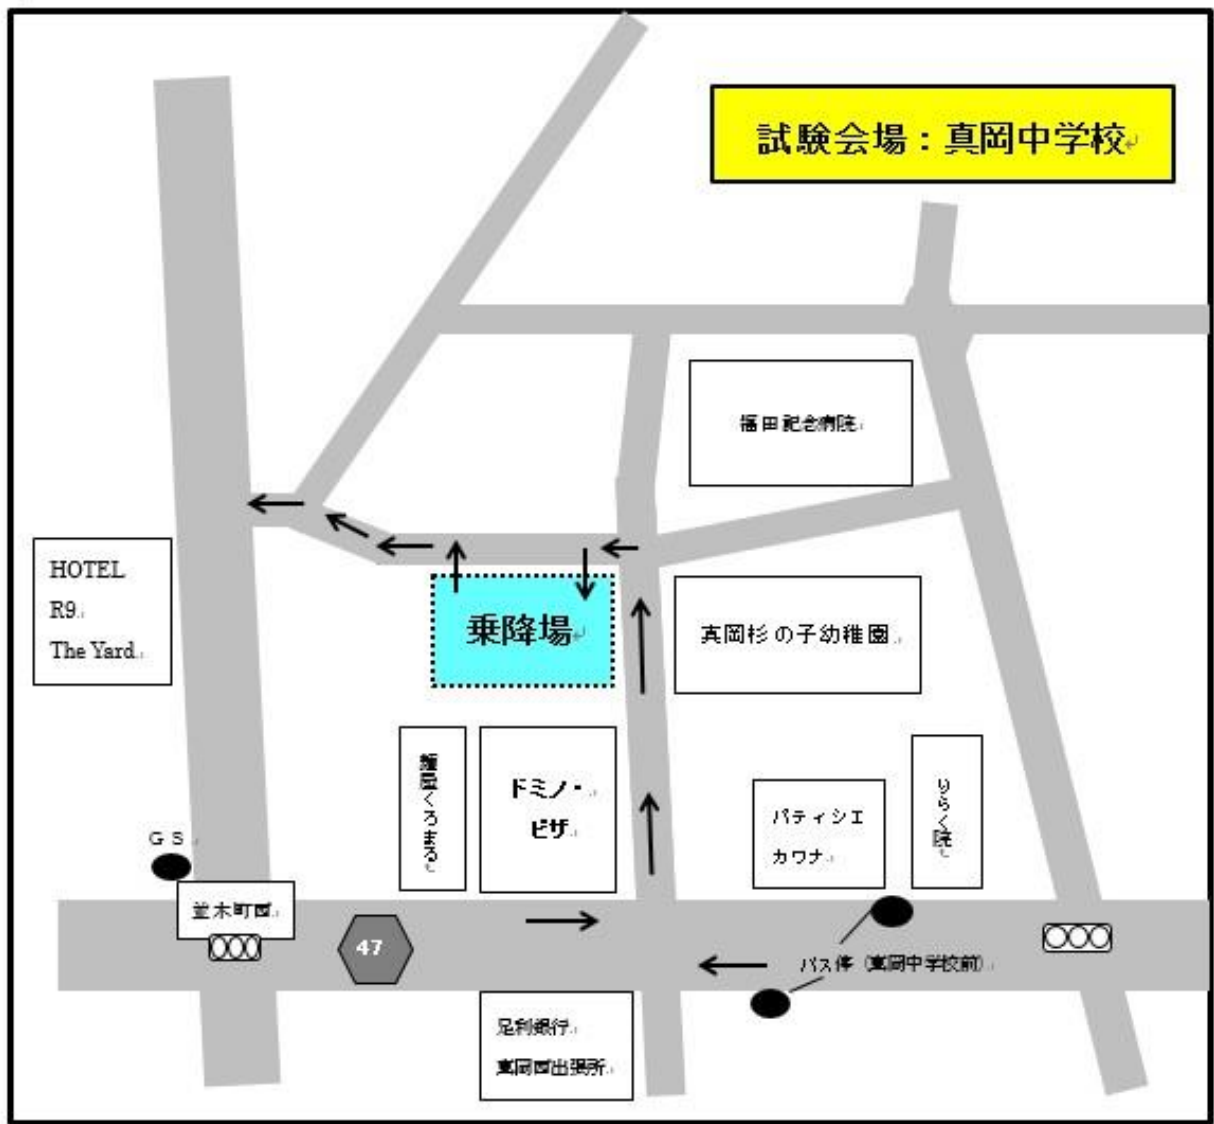 試験会場：真岡中学校
福田記念病院
HOTEL
R9
The Yard
乗降場
真岡杉の子幼稚園
麺屋くろまる
ドミノ・
ピザ
パティシエ
カワナ
りらく院
ＧＳ
並木町西
47
バス停（真岡中学校前）
足利銀行
真岡西出張所